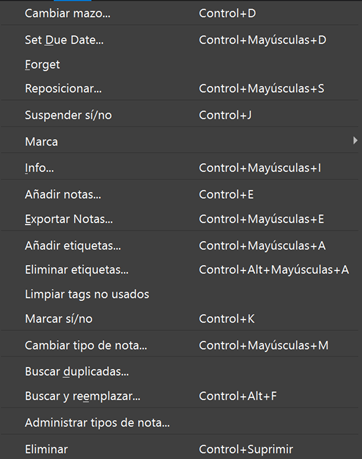 Cambiar mazo... Control+D
Set Due Date... Control+Mayúsculas+D
Forget
Reposicionar... Control+Mayúsculas+S
Suspender sí/no Control+J
Marca
Info... Control+Mayúsculas+I
Añadir notas... Control+E
Exportar Notas... Control+Mayúsculas+E
Añadir etiquetas... Control+Mayúsculas+A
Eliminar etiquetas... Control+Alt+Mayúsculas+A
Limpiar tags no usados
Marcar sí/no Control+K
Cambiar tipo de nota... Control+Mayúsculas+M
Buscar duplicadas...
Buscar y reemplazar... Control+Alt+F
Administrar tipos de nota...
Eliminar Control+Suprimir